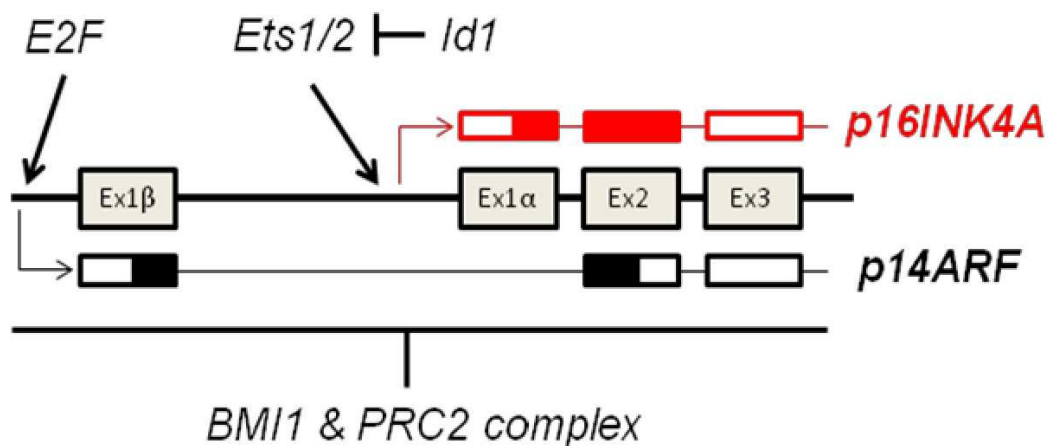 E2F Ets1/2 Id1
p16INK4A
Ex1β Ex1α Ex2 Ex3
p14ARF
BMI1 & PRC2 complex